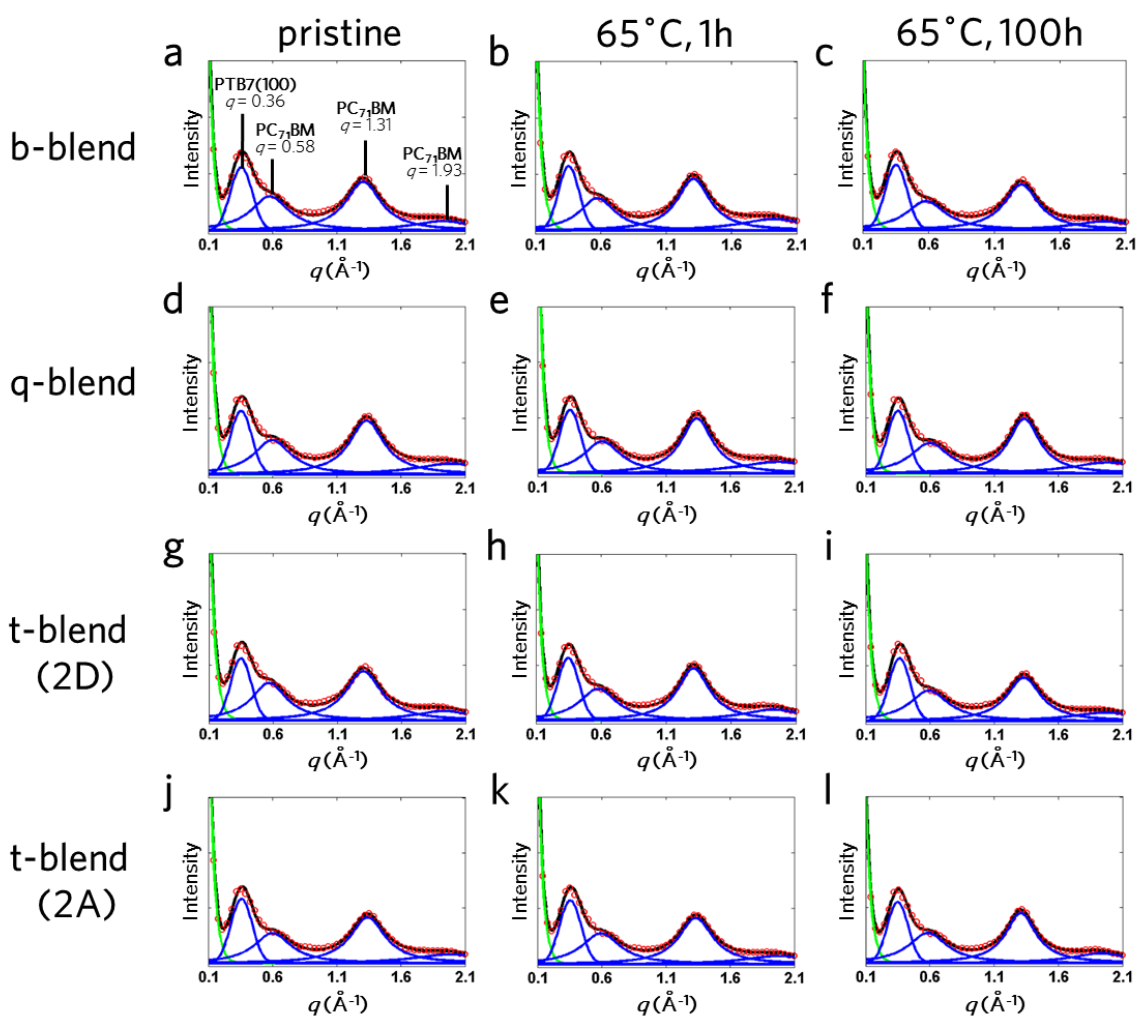 pristine
65°C, 1h
65°C, 100h
b-blend
a
PTB7(100)
q = 0.36
PC71BM
q = 0.58
PC71BM
q = 1.31
PC71BM
q = 1.93
Intensity
0.1 0.6 1.1 1.6 2.1
q (Å-1)
b
Intensity
0.1 0.6 1.1 1.6 2.1
q (Å-1)
c
Intensity
0.1 0.6 1.1 1.6 2.1
q (Å-1)
q-blend
d
Intensity
0.1 0.6 1.1 1.6 2.1
q (Å-1)
e
Intensity
0.1 0.6 1.1 1.6 2.1
q (Å-1)
f
Intensity
0.1 0.6 1.1 1.6 2.1
q (Å-1)
t-blend
(2D)
g
Intensity
0.1 0.6 1.1 1.6 2.1
q (Å-1)
h
Intensity
0.1 0.6 1.1 1.6 2.1
q (Å-1)
i
Intensity
0.1 0.6 1.1 1.6 2.1
q (Å-1)
t-blend
(2A)
j
Intensity
0.1 0.6 1.1 1.6 2.1
q (Å-1)
k
Intensity
0.1 0.6 1.1 1.6 2.1
q (Å-1)
l
Intensity
0.1 0.6 1.1 1.6 2.1
q (Å-1)